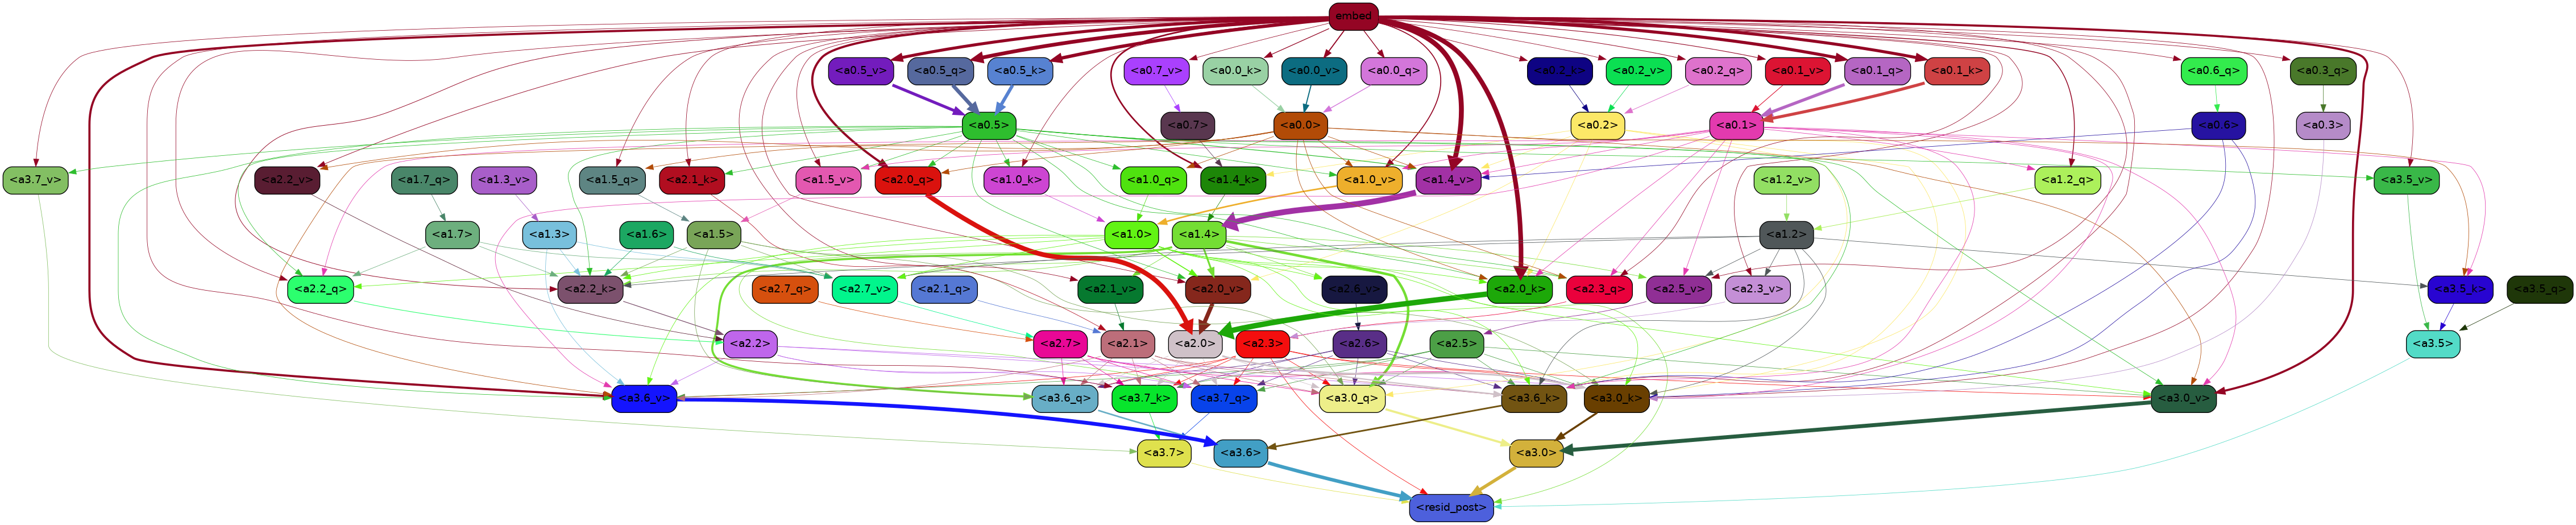 embed
<a0.5_v> <a0.5_q> <a0.5_k> <a0.7_v> <a0.0_k> <a0.0_v> <a0.0_q> <a0.2_k> <a0.2_v> <a0.2_q> <a0.1_v> <a0.1_q> <a0.1_k> <a0.6_q> <a0.3_q>
<a0.5> <a0.7> <a0.0> <a0.2> <a0.1> <a0.6> <a0.3>
<a3.7_v> <a2.2_v> <a1.7_q> <a1.3_v> <a1.5_q> <a2.1_k> <a1.5_v> <a2.0_q> <a1.0_k> <a1.0_q> <a1.4_k> <a1.0_v> <a1.4_v> <a1.2_v> <a1.2_q> <a3.5_v>
<a1.7> <a1.3> <a1.6> <a1.5> <a1.0> <a1.4> <a1.2>
<a2.2_q> <a2.2_k> <a2.7_q> <a2.7_v> <a2.1_q> <a2.1_v> <a2.0_v> <a2.6_v> <a2.0_k> <a2.3_q> <a2.5_v> <a2.3_v> <a3.5_k> <a3.5_q>
<a2.2> <a2.7> <a2.1> <a2.0> <a2.3> <a2.6> <a2.5> <a3.5>
<a3.6_v> <a3.6_q> <a3.7_k> <a3.7_q> <a3.0_q> <a3.6_k> <a3.0_k> <a3.0_v>
<a3.7> <a3.6> <a3.0>
<resid_post>